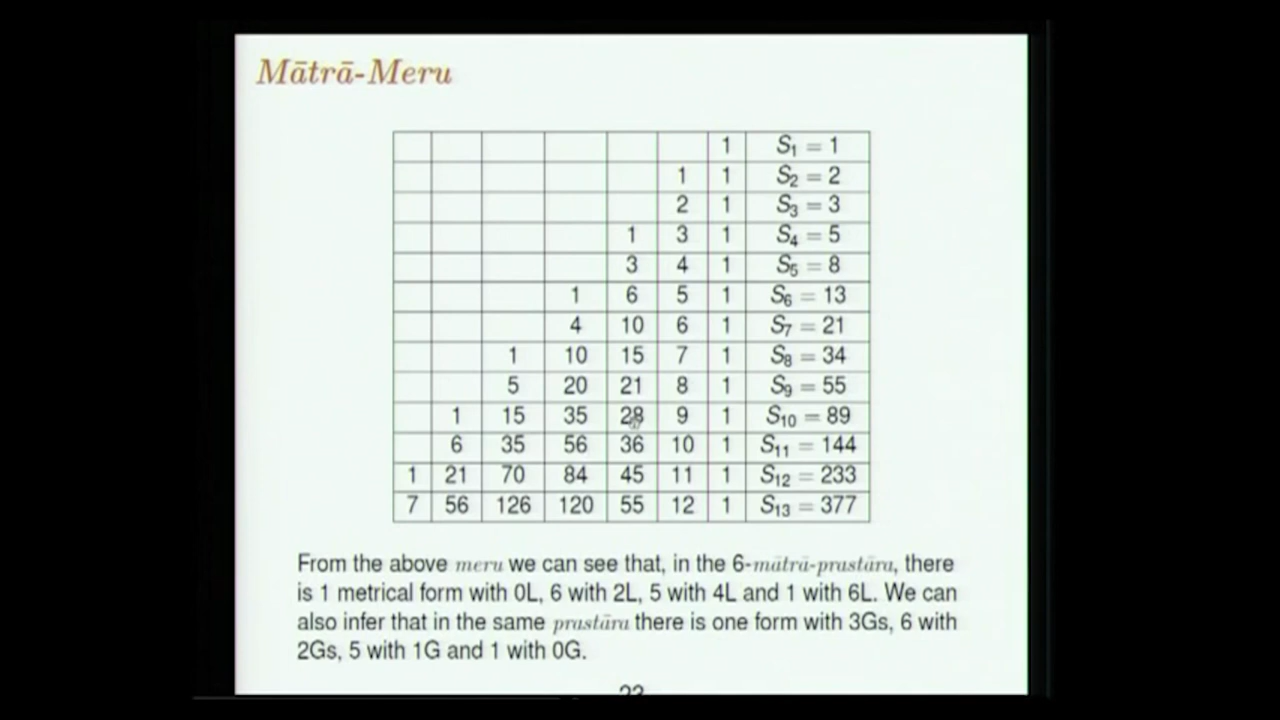 Mātrā-Meru
1 S₁ = 1
1 1 S₂ = 2
2 1 S₃ = 3
1 3 1 S₄ = 5
3 4 1 S₅ = 8
1 6 5 1 S₆ = 13
4 10 6 1 S₇ = 21
1 10 15 7 1 S₈ = 34
5 20 21 8 1 S₉ = 55
1 15 35 28 9 1 S₁₀ = 89
6 35 56 36 10 1 S₁₁ = 144
1 21 70 84 45 11 1 S₁₂ = 233
7 56 126 120 55 12 1 S₁₃ = 377
From the above meru we can see that, in the 6-mātrā-prastāra, there
is 1 metrical form with 0L, 6 with 2L, 5 with 4L and 1 with 6L. We can
also infer that in the same prastāra there is one form with 3Gs, 6 with
2Gs, 5 with 1G and 1 with 0G.